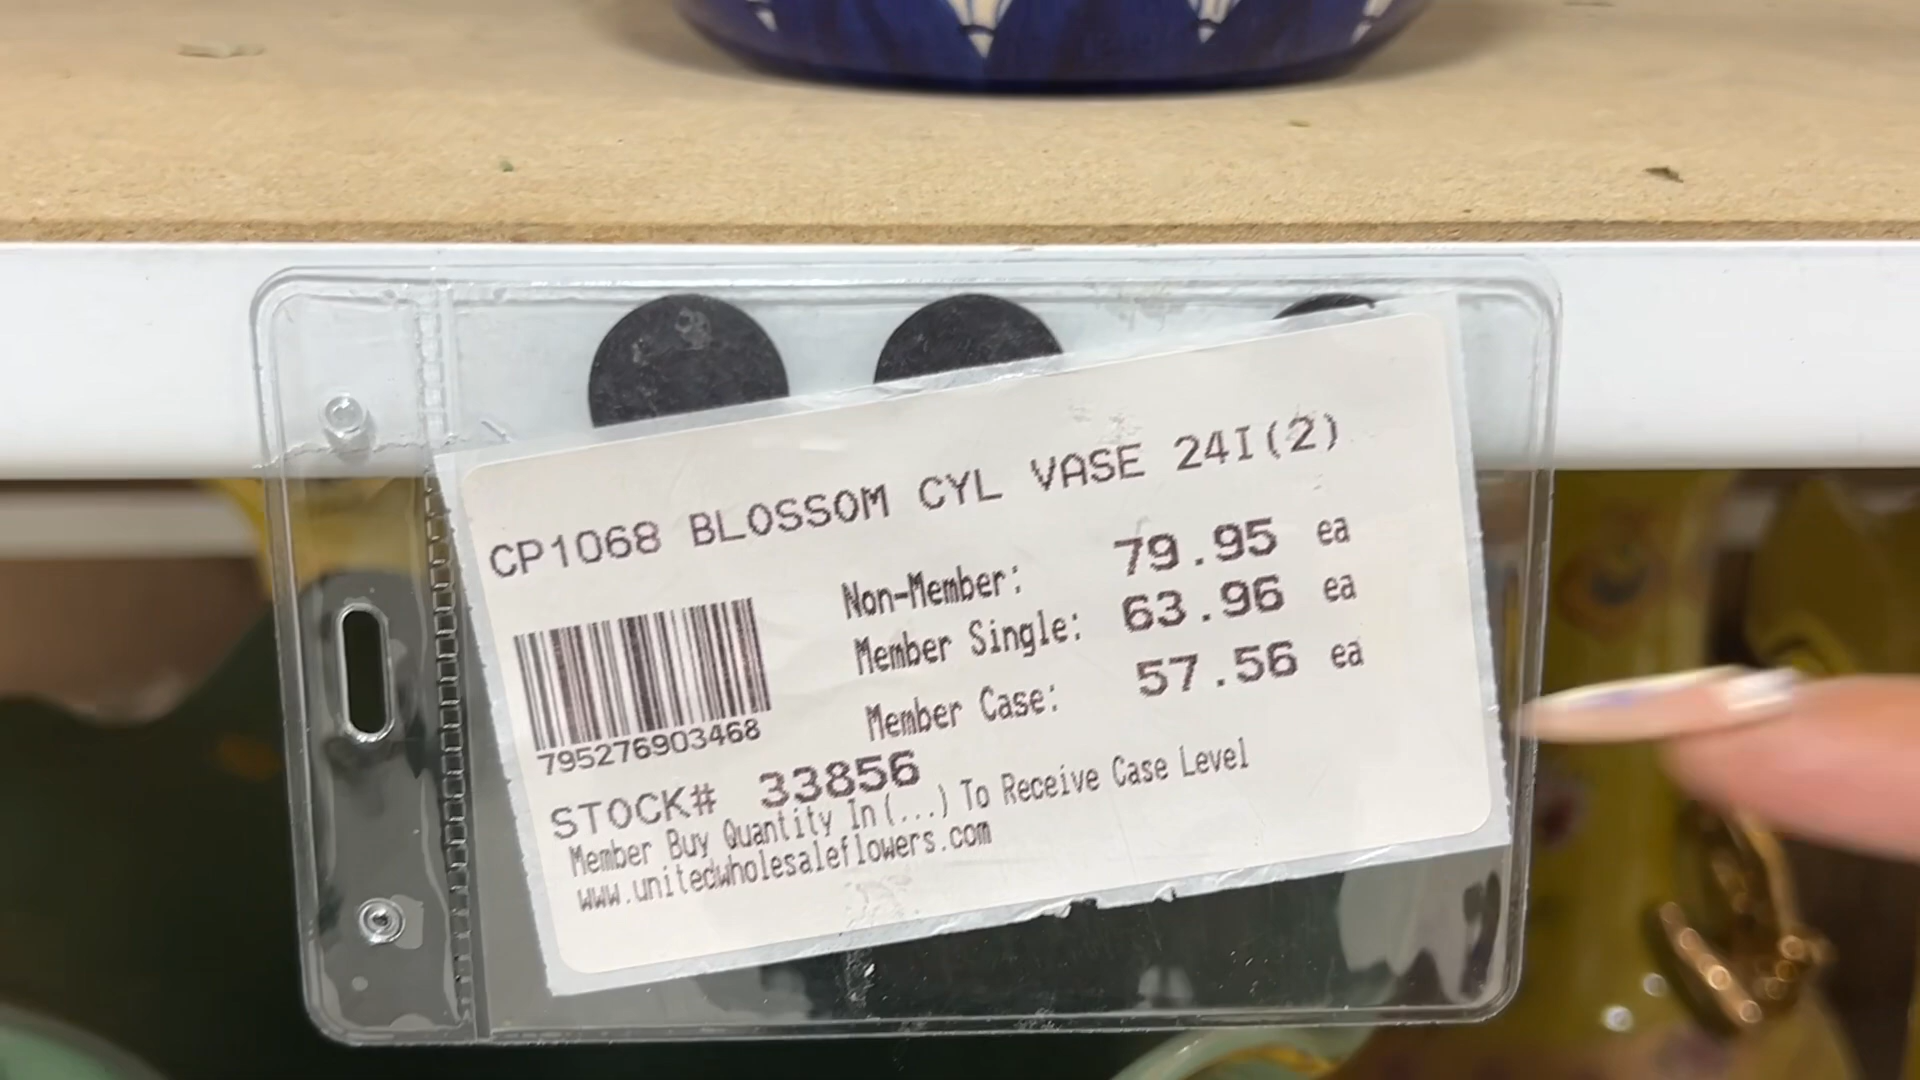 CP1068 BLOSSOM CYL VASE 24I(2)
Non-Member: 79.95 ea
Member Single: 63.96 ea
Member Case: 57.56 ea
795276903468
STOCK# 33856
Member Buy Quantity In(...) To Receive Case Level
www.unitedwholesaleflowers.com